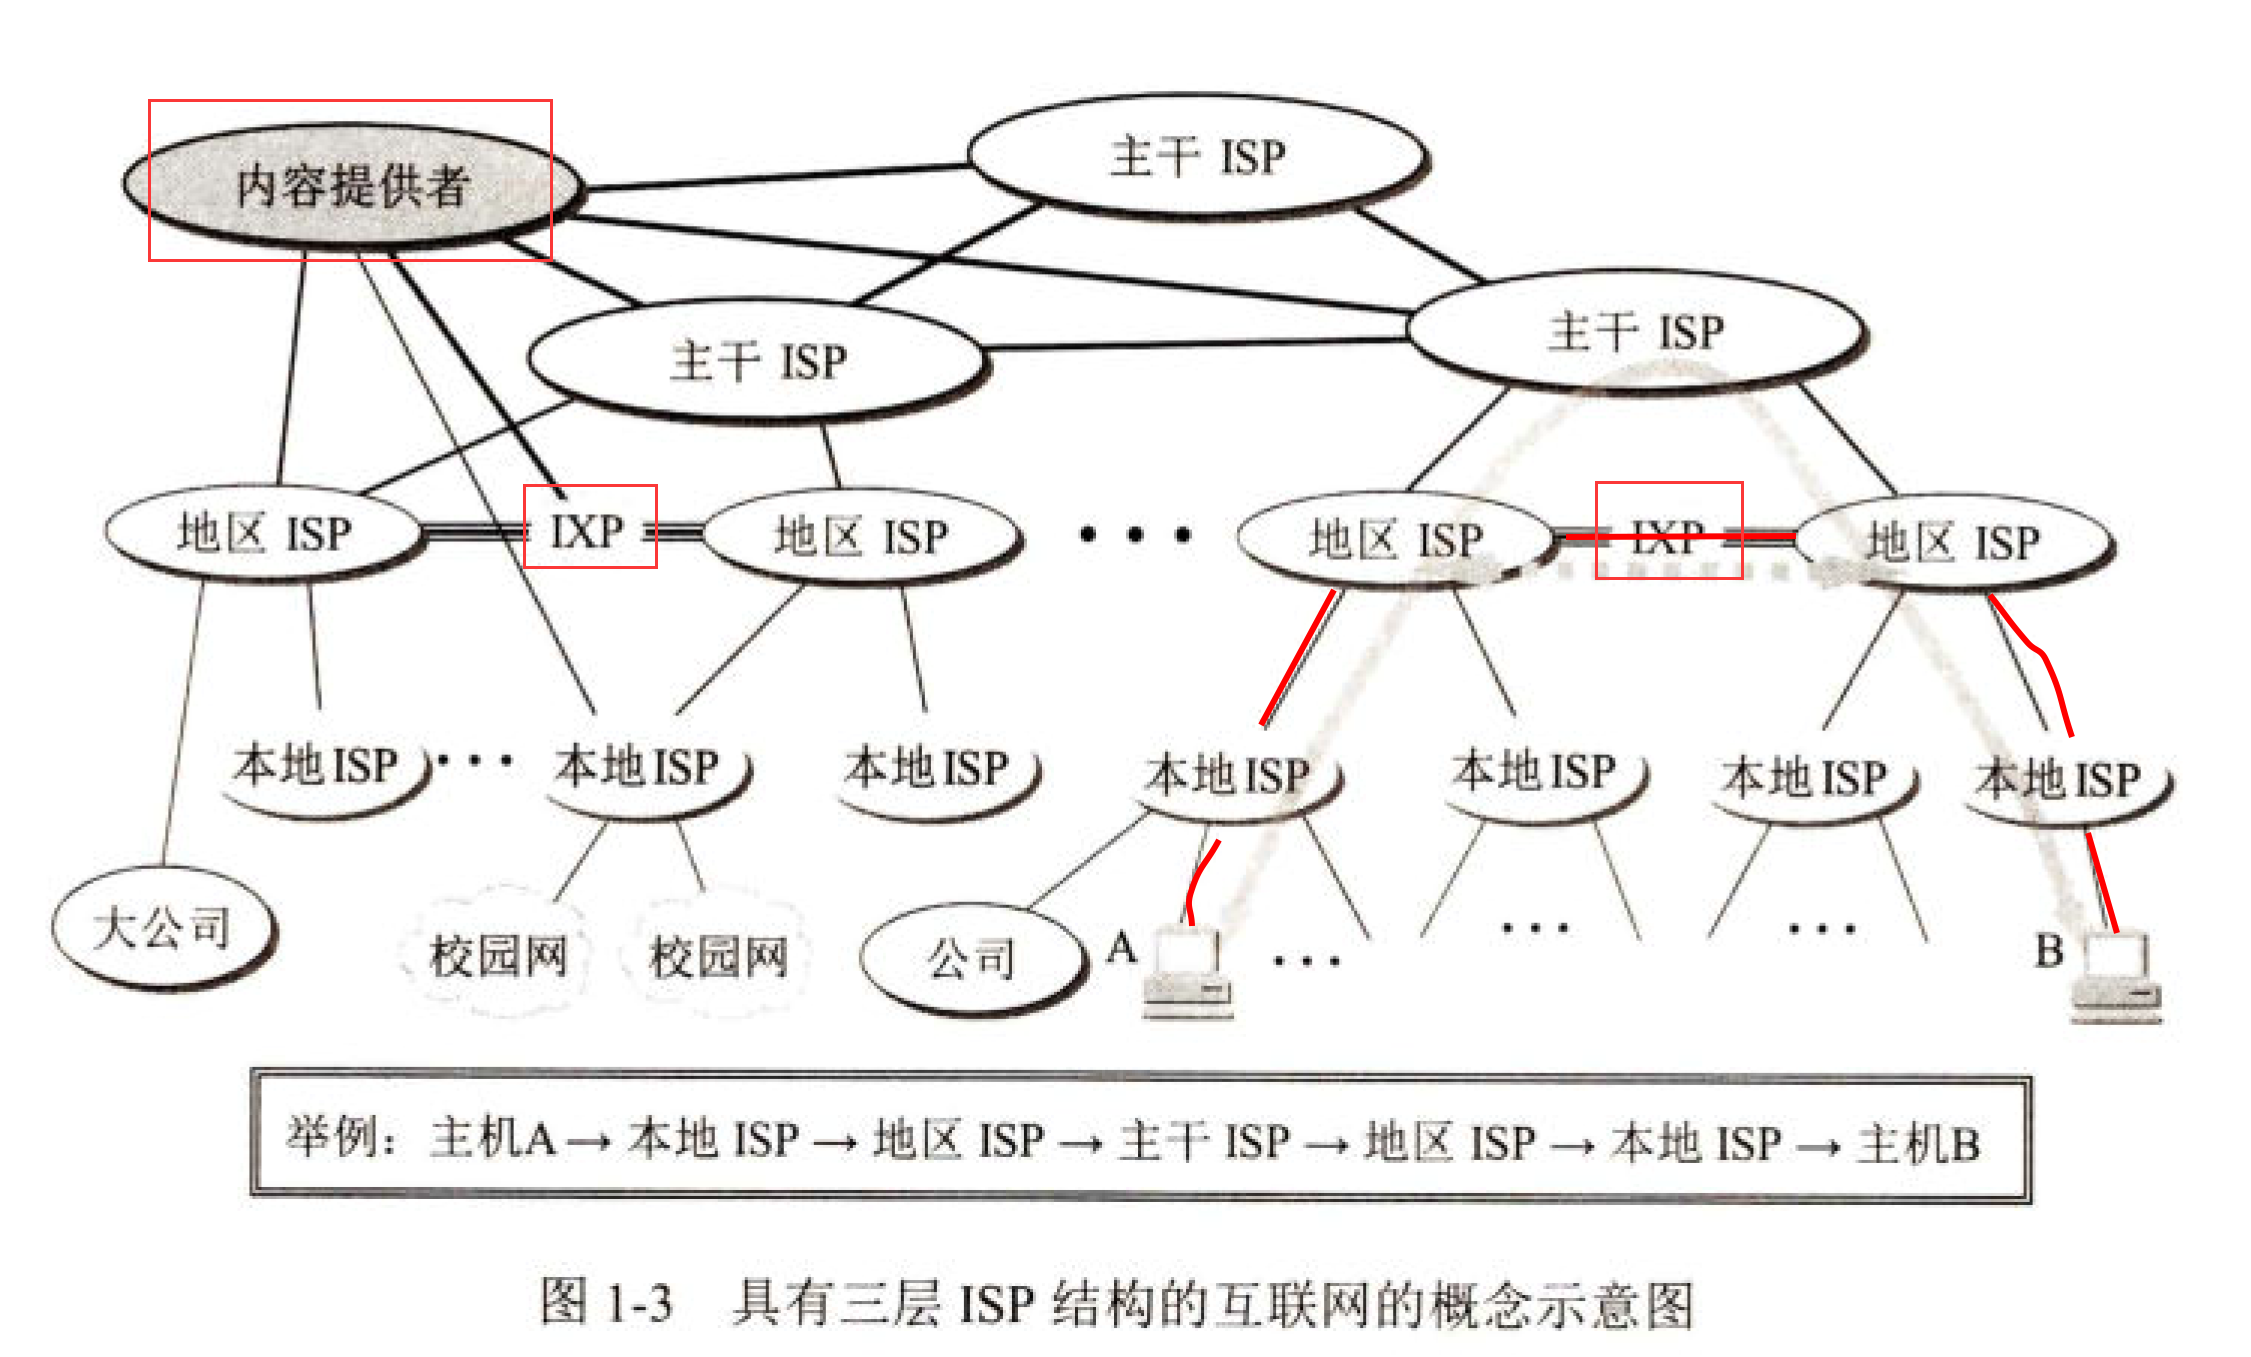 内容提供者
主干 ISP
主干 ISP
主干 ISP
地区 ISP
IXP
地区 ISP
• • •
地区 ISP
IXP
地区 ISP
本地ISP
• • •
本地ISP
本地ISP
本地ISP
本地ISP
本地ISP
本地ISP
大公司
校园网
校园网
公司
A
• • •
• • •
• • •
B
举例：主机A→本地 ISP→地区 ISP→主干 ISP→地区 ISP→本地 ISP→主机B
图 1-3 具有三层 ISP 结构的互联网的概念示意图